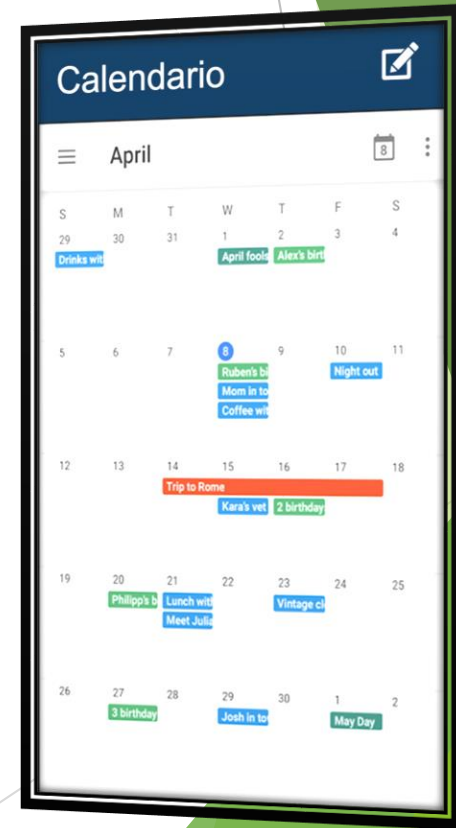 Calendario
April 8
S M T W T F S
29 30 31 1 2 3 4
Drinks wit April fools Alex's birt
5 6 7 8 9 10 11
Ruben's bi Night out
Mom in to
Coffee wit
12 13 14 15 16 17 18
Trip to Rome
Kara's vet 2 birthday
19 20 21 22 23 24 25
Philipp's b Lunch with Vintage cl
Meet Julia
26 27 28 29 30 1 2
3 birthday Josh in to May Day